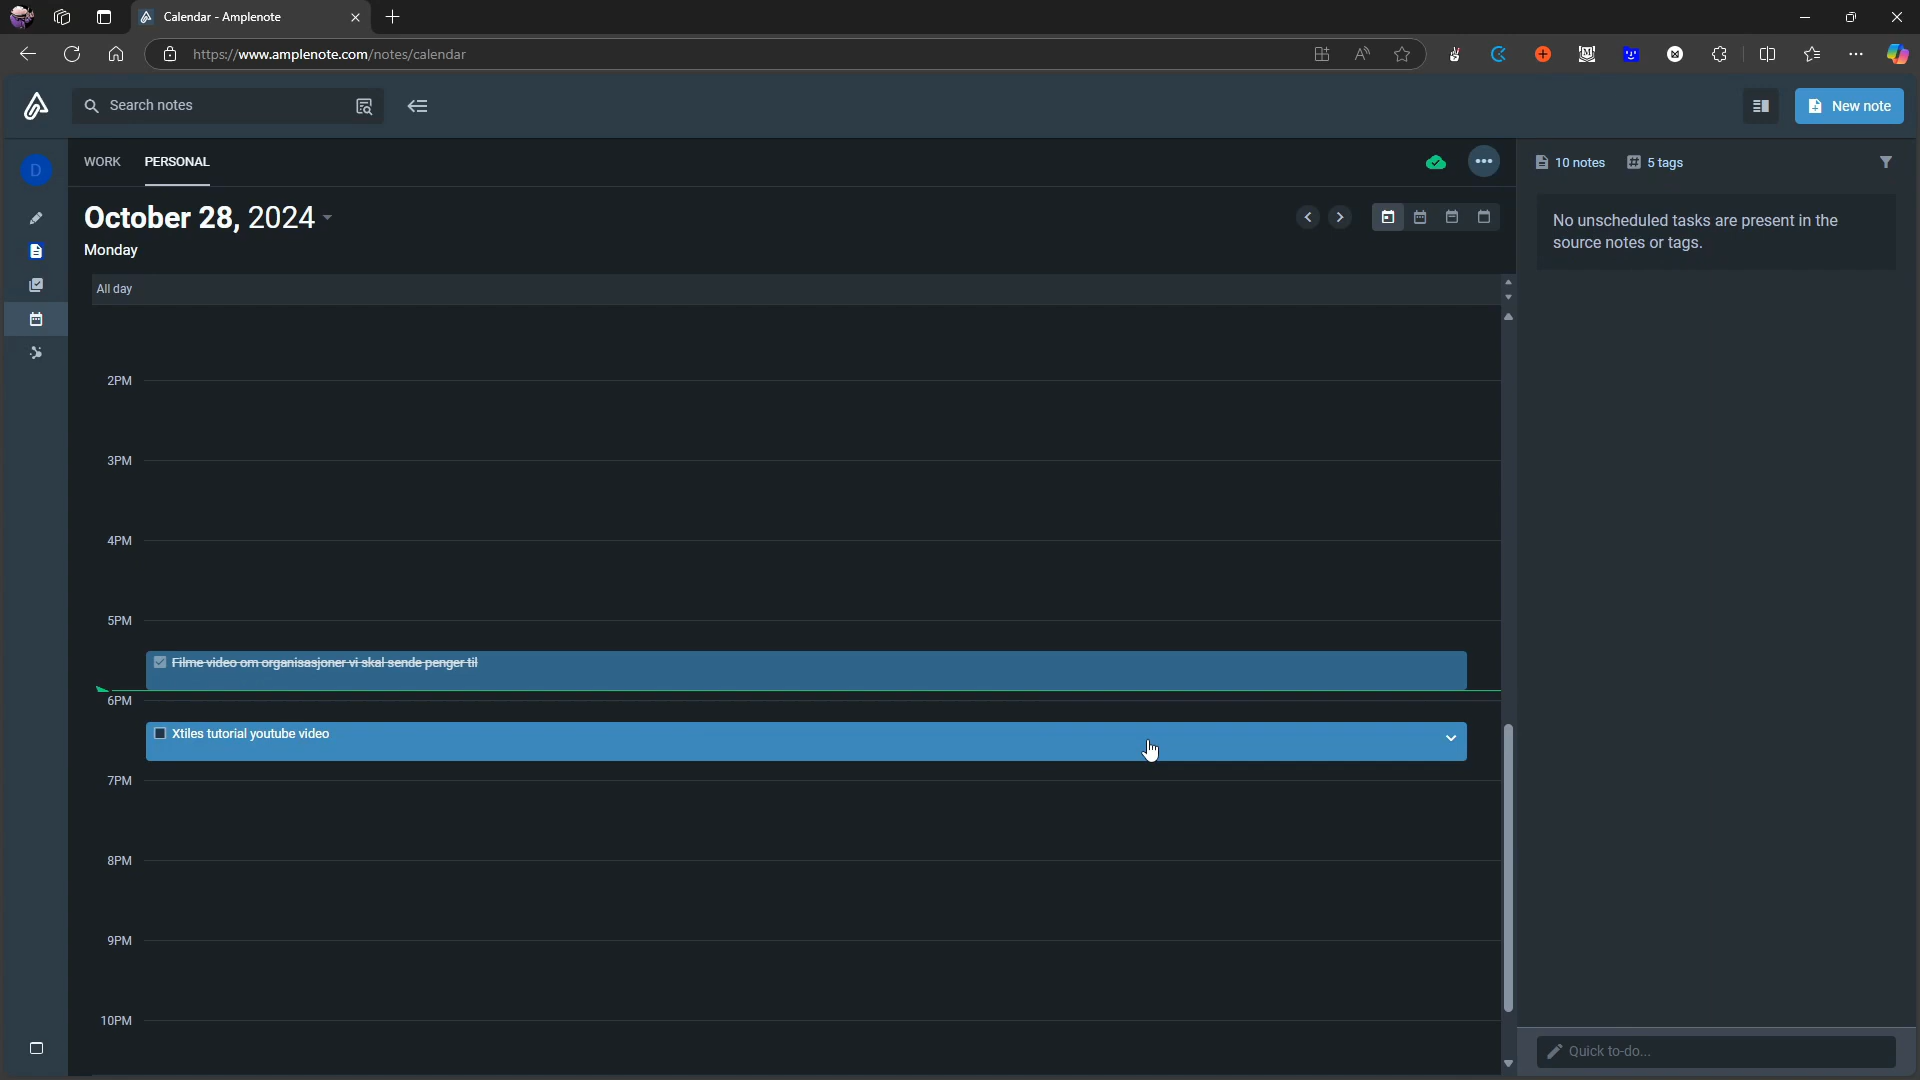 Calendar - Amplenote
https://www.amplenote.com/notes/calendar
Search notes
New note
D
WORK PERSONAL
10 notes 5 tags
October 28, 2024
Monday
No unscheduled tasks are present in the
source notes or tags.
All day
2PM
3PM
4PM
5PM
Filme video om organisasjoner vi skal sende penger til
6PM
Xtiles tutorial youtube video
7PM
8PM
9PM
10PM
Quick to-do...